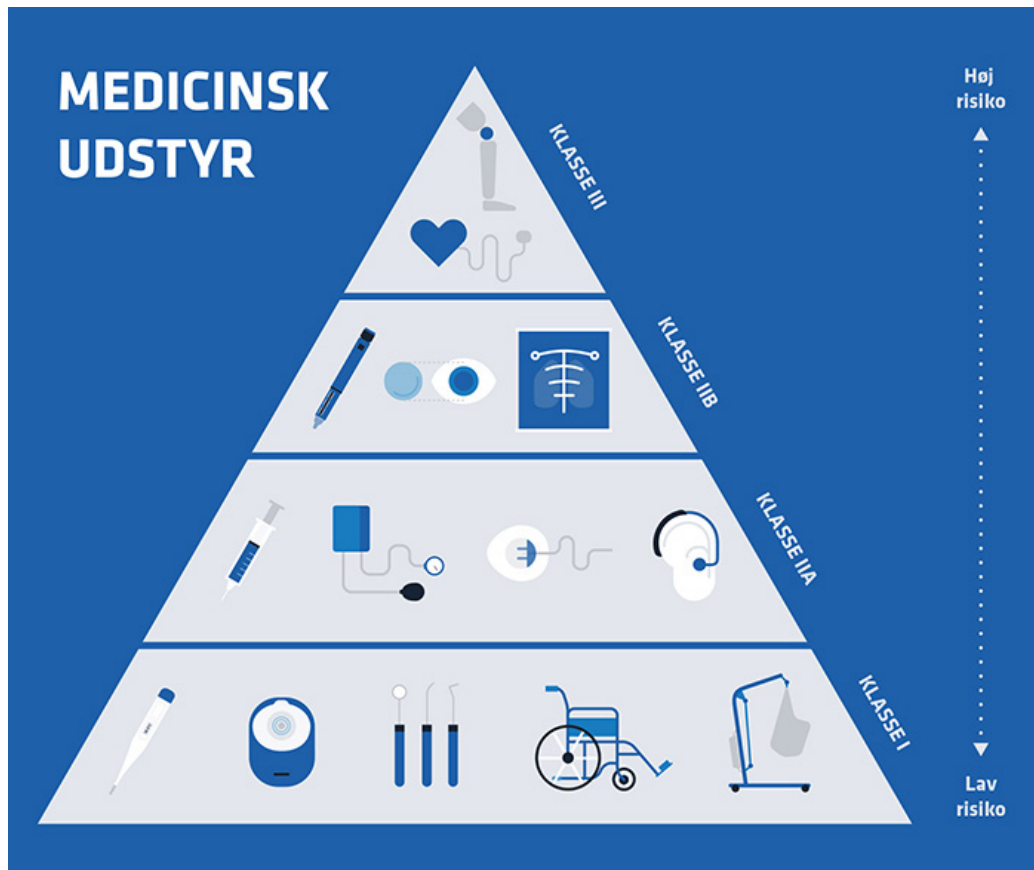 MEDICINSK
UDSTYR
Høj
risiko
KLASSE III
KLASSE IIB
KLASSE IIA
KLASSE I
Lav
risiko